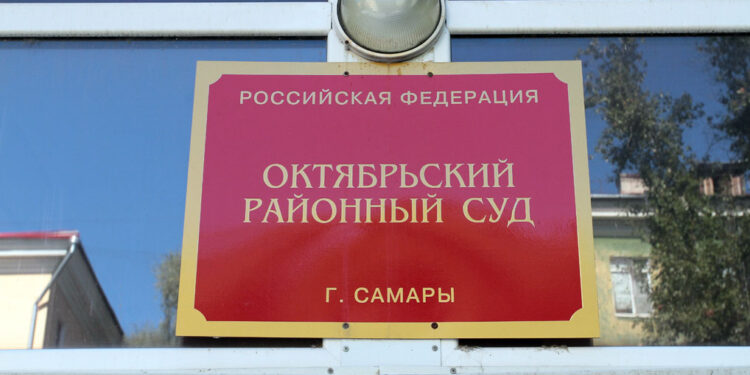 РОССИЙСКАЯ ФЕДЕРАЦИЯ
ОКТЯБРЬСКИЙ
РАЙОННЫЙ СУД
Г. САМАРЫ